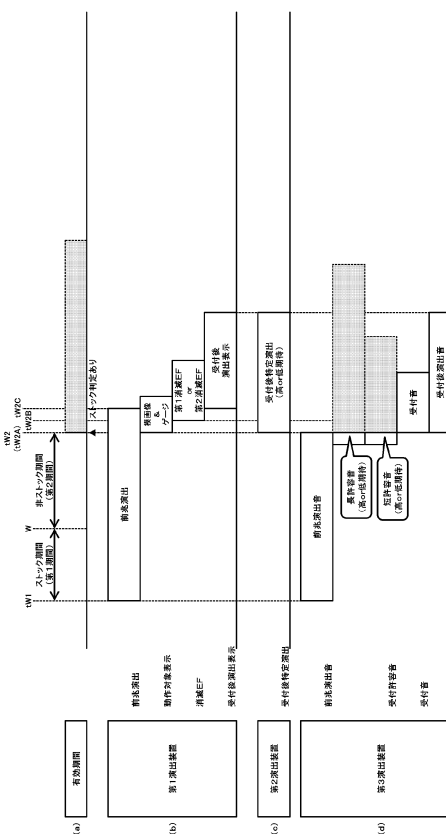 tW1
W
tW2
(tW2A)
tW2B
tW2C
ストック期間
(第1期間)
非ストック期間
(第2期間)
(a)
有効期間
ストック判定あり
(b)
第1演出装置
前兆演出
動作対象表示
消滅EF
受付後演出表示
前兆演出
模画像
&
ゲージ
第1消滅EF
or
第2消滅EF
受付後
演出表示
(c)
第2演出装置
受付後特定演出
受付後特定演出
(高or低期待)
(d)
第3演出装置
前兆演出音
受付許容音
受付音
前兆演出音
長許容音
(高or低期待)
短許容音
(高or低期待)
受付音
受付後演出音